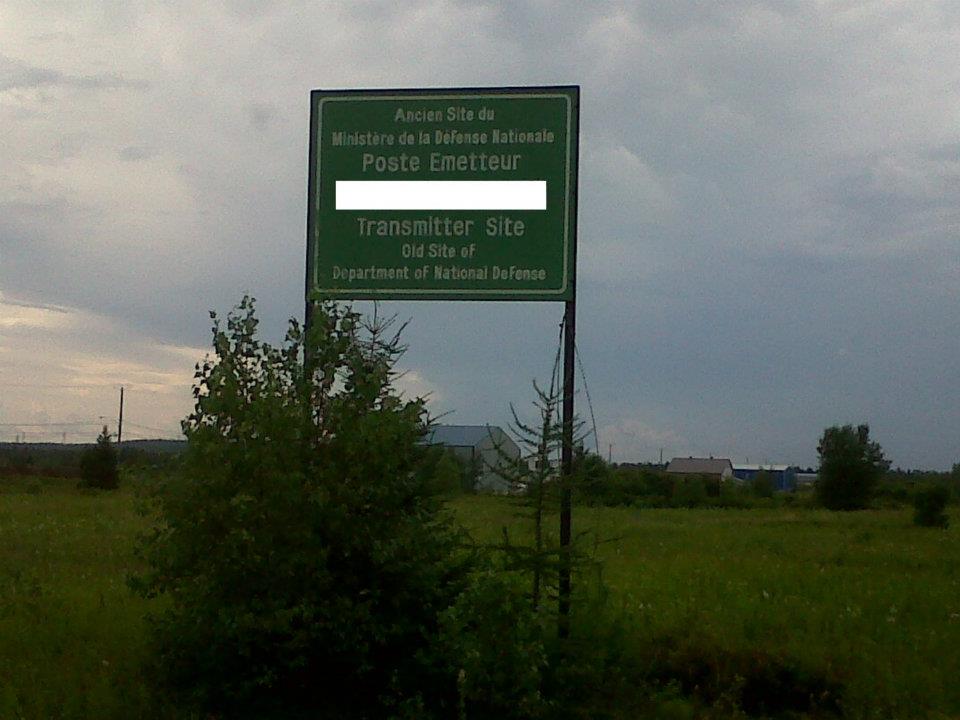 Ancien Site du
Ministère de la Défense Nationale
Poste Emetteur
Transmitter Site
Old Site of
Department of National Defense